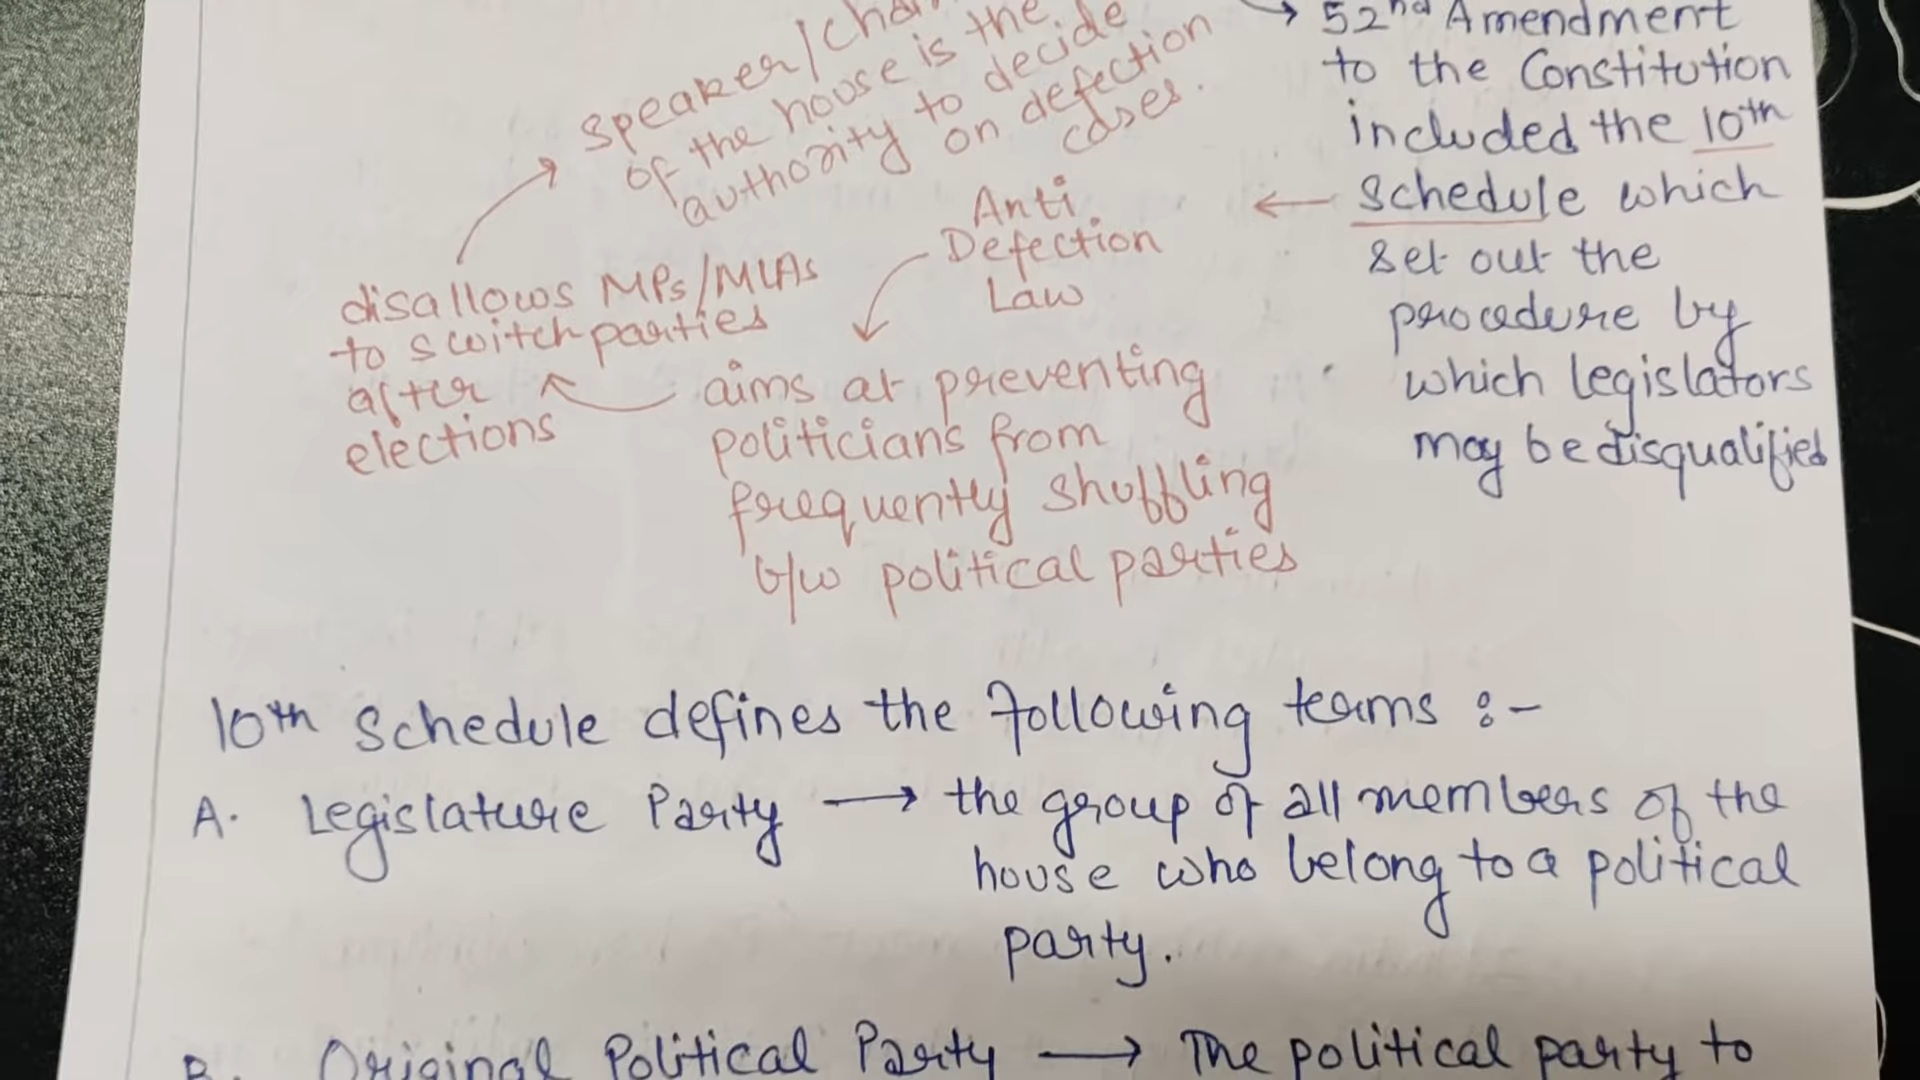 52nd Amendment
to the Constitution
included the 10th
Schedule which
set out the
procedure by
which legislators
may be disqualified
Anti
Defection
Law
aims at preventing
politicians from
frequently shuffling
b/w political parties
disallows MPs/MLAs
to switch parties
after
elections
speaker/
of the house is the
authority to decide
on defection
cases.
10th Schedule defines the following terms :-
A. Legislature Party → the group of all members of the
house who belong to a political
party.
B. Original Political Party → The political party to